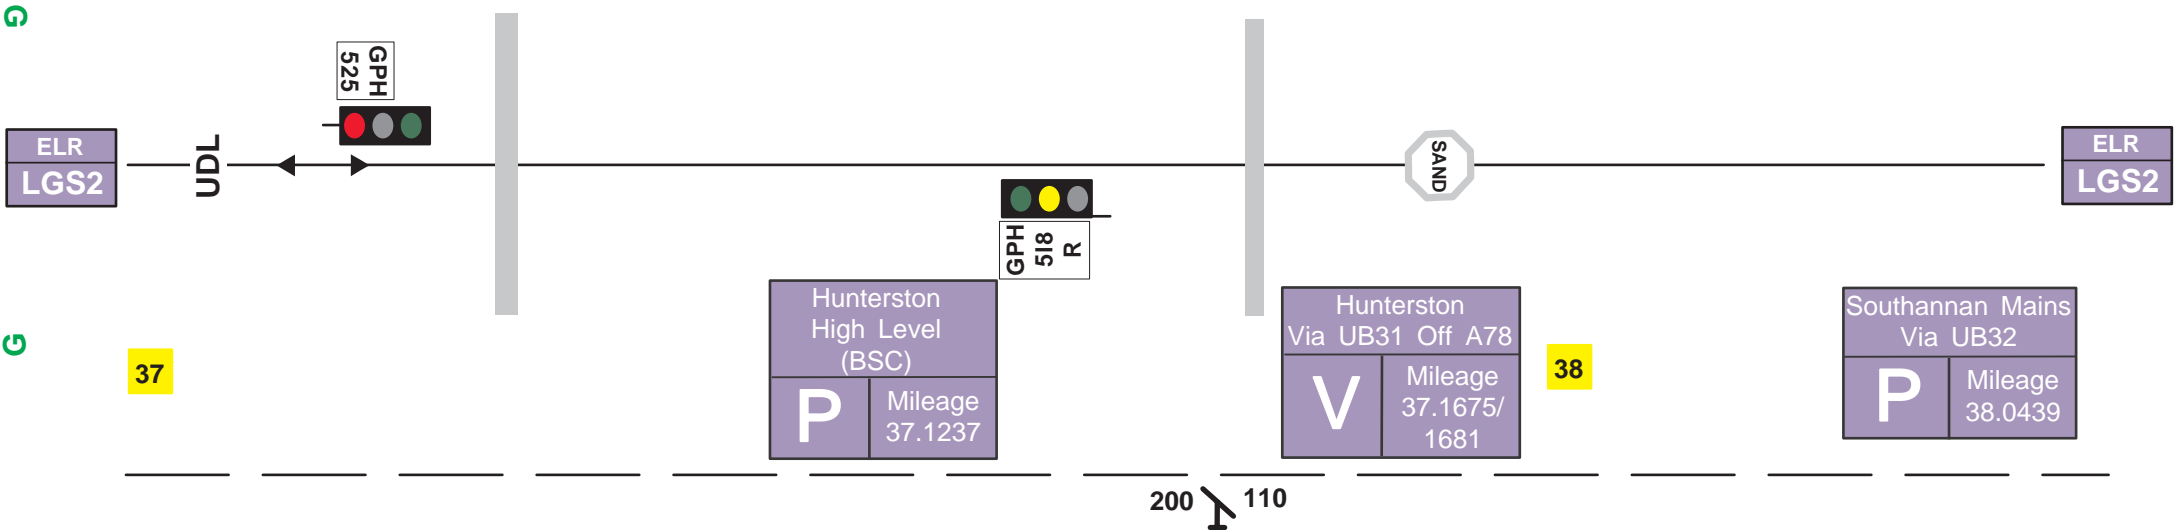 G
GPH
525
ELR
LGS2
UDL
SAND
ELR
LGS2
GPH
5I8
R
G
37
Hunterston
High Level
(BSC)
P
Mileage
37.1237
Hunterston
Via UB31 Off A78
V
Mileage
37.1675/
1681
38
Southannan Mains
Via UB32
P
Mileage
38.0439
200
110